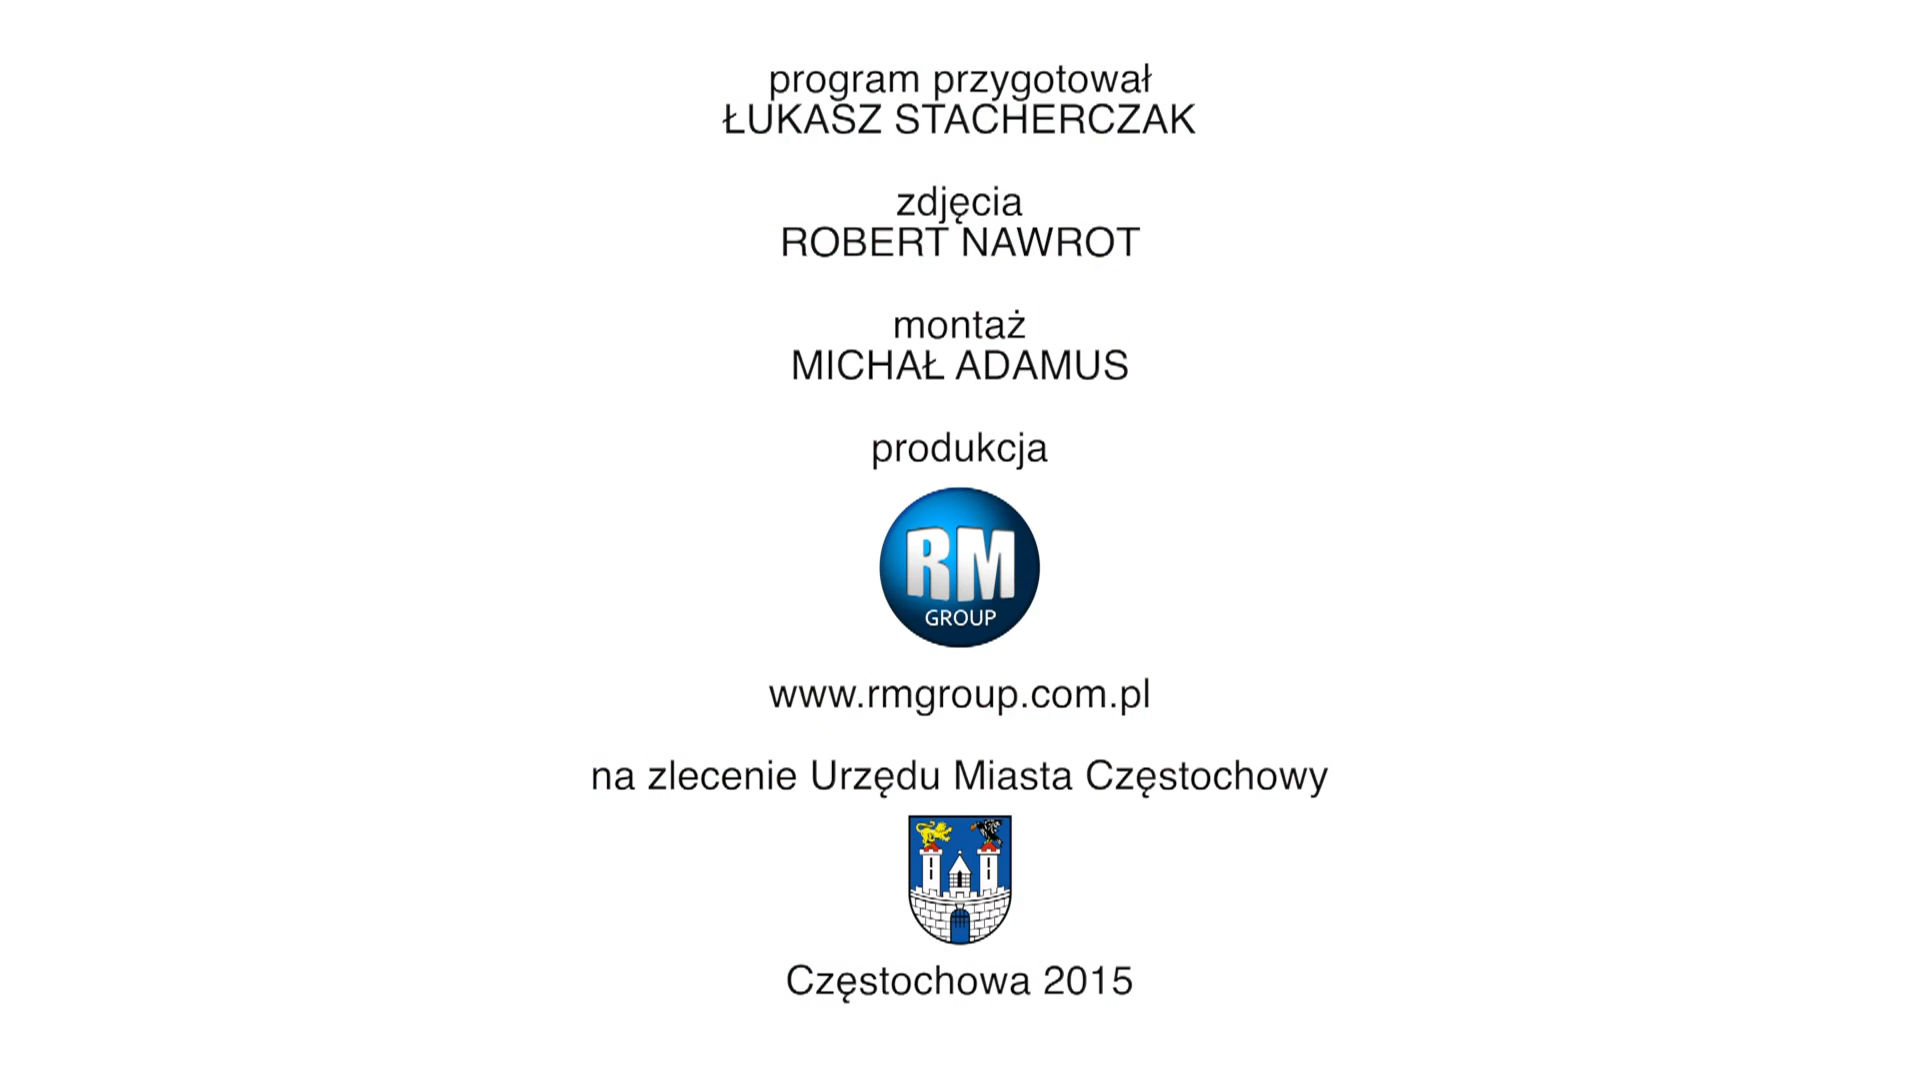 program przygotował
ŁUKASZ STACHERCZAK
zdjęcia
ROBERT NAWROT
montaż
MICHAŁ ADAMUS
produkcja
RM
GROUP
www.rmgroup.com.pl
na zlecenie Urzędu Miasta Częstochowy
Częstochowa 2015